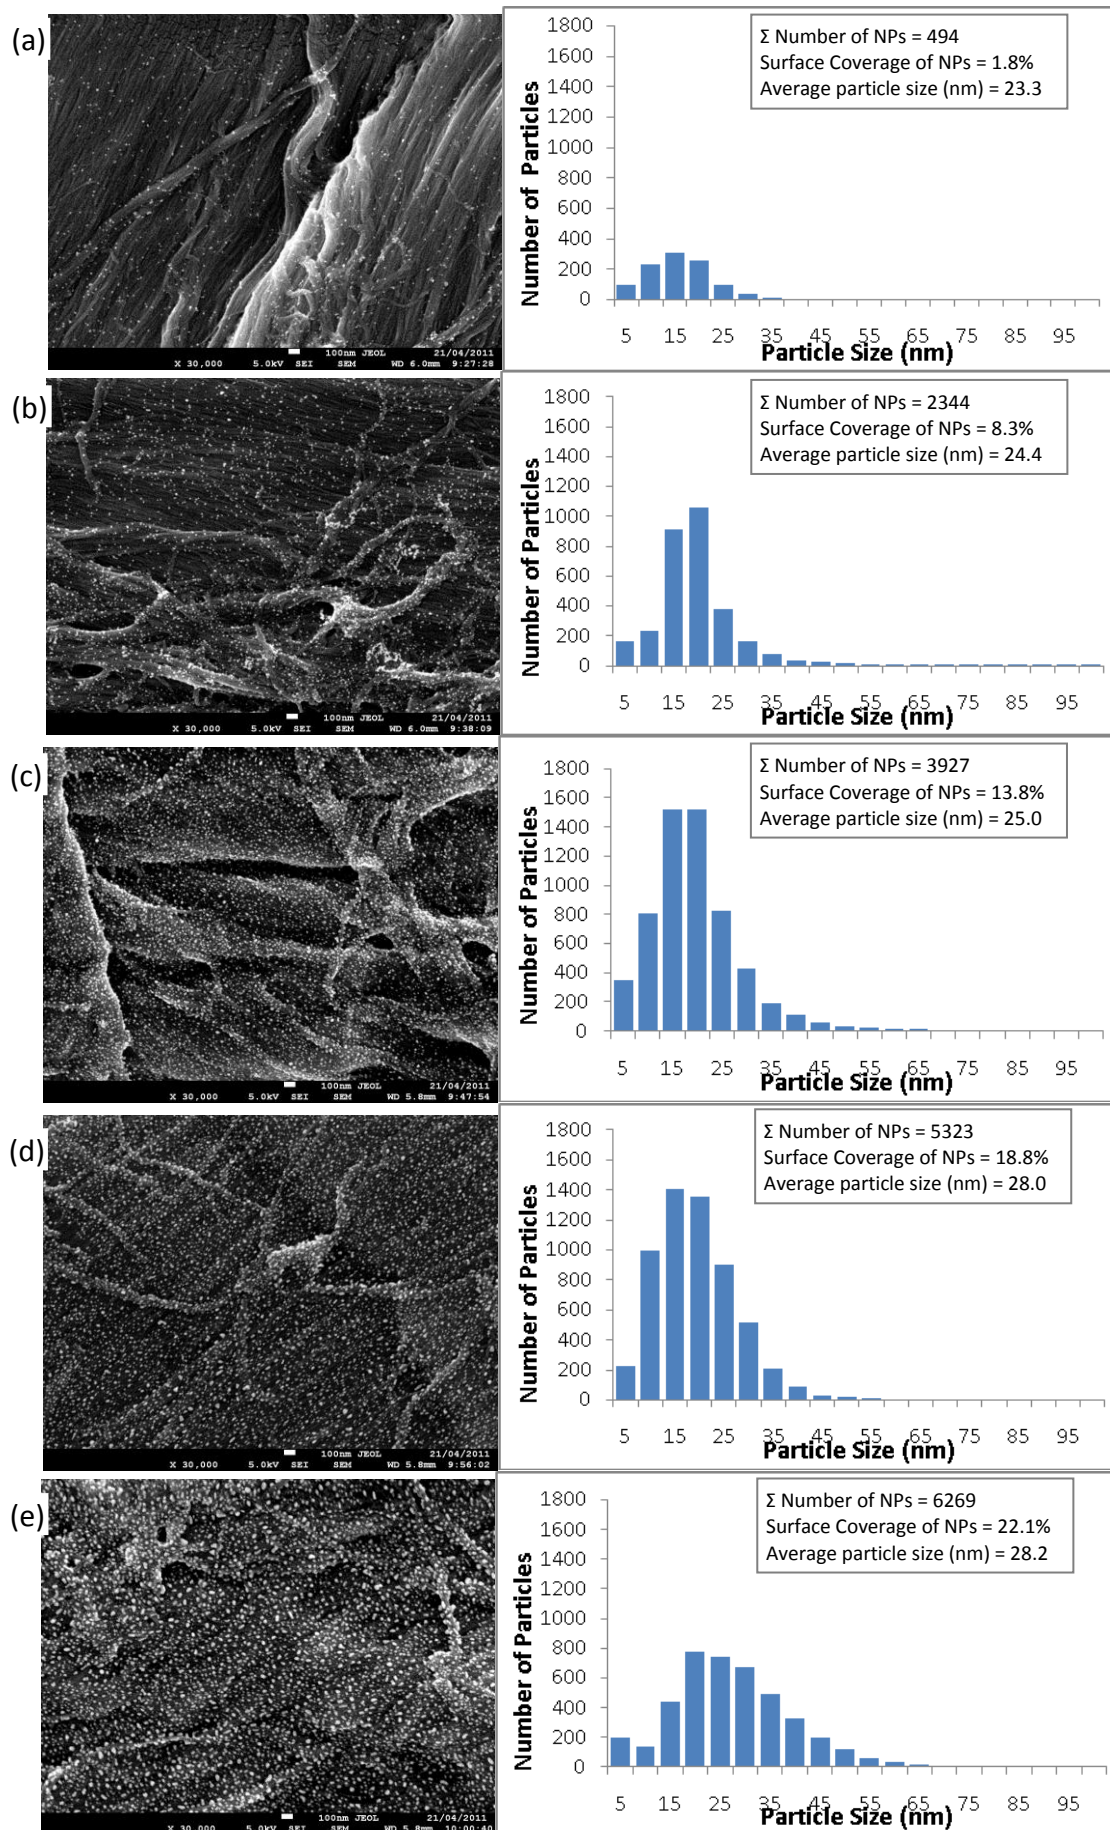 (a)
X 30,000 5.0kV SEI SEM 100nm JEOL WD 6.0mm 21/04/2011 9:27:28
Number of Particles
1800
1600
1400
1200
1000
800
600
400
200
0
Σ Number of NPs = 494
Surface Coverage of NPs = 1.8%
Average particle size (nm) = 23.3
5 15 25 35 45 55 65 75 85 95
Particle Size (nm)
(b)
X 30,000 5.0kV SEI SEM 100nm JEOL WD 6.0mm 21/04/2011 9:38:09
Number of Particles
1800
1600
1400
1200
1000
800
600
400
200
0
Σ Number of NPs = 2344
Surface Coverage of NPs = 8.3%
Average particle size (nm) = 24.4
5 15 25 35 45 55 65 75 85 95
Particle Size (nm)
(c)
X 30,000 5.0kV SEI SEM 100nm JEOL WD 5.8mm 21/04/2011 9:47:54
Number of Particles
1800
1600
1400
1200
1000
800
600
400
200
0
Σ Number of NPs = 3927
Surface Coverage of NPs = 13.8%
Average particle size (nm) = 25.0
5 15 25 35 45 55 65 75 85 95
Particle Size (nm)
(d)
X 30,000 5.0kV SEI SEM 100nm JEOL WD 5.8mm 21/04/2011 9:56:02
Number of Particles
1800
1600
1400
1200
1000
800
600
400
200
0
Σ Number of NPs = 5323
Surface Coverage of NPs = 18.8%
Average particle size (nm) = 28.0
5 15 25 35 45 55 65 75 85 95
Particle Size (nm)
(e)
X 30,000 5.0kV SEI SEM 100nm JEOL WD 5.8mm 21/04/2011 10:00:40
Number of Particles
1800
1600
1400
1200
1000
800
600
400
200
0
Σ Number of NPs = 6269
Surface Coverage of NPs = 22.1%
Average particle size (nm) = 28.2
5 15 25 35 45 55 65 75 85 95
Particle Size (nm)